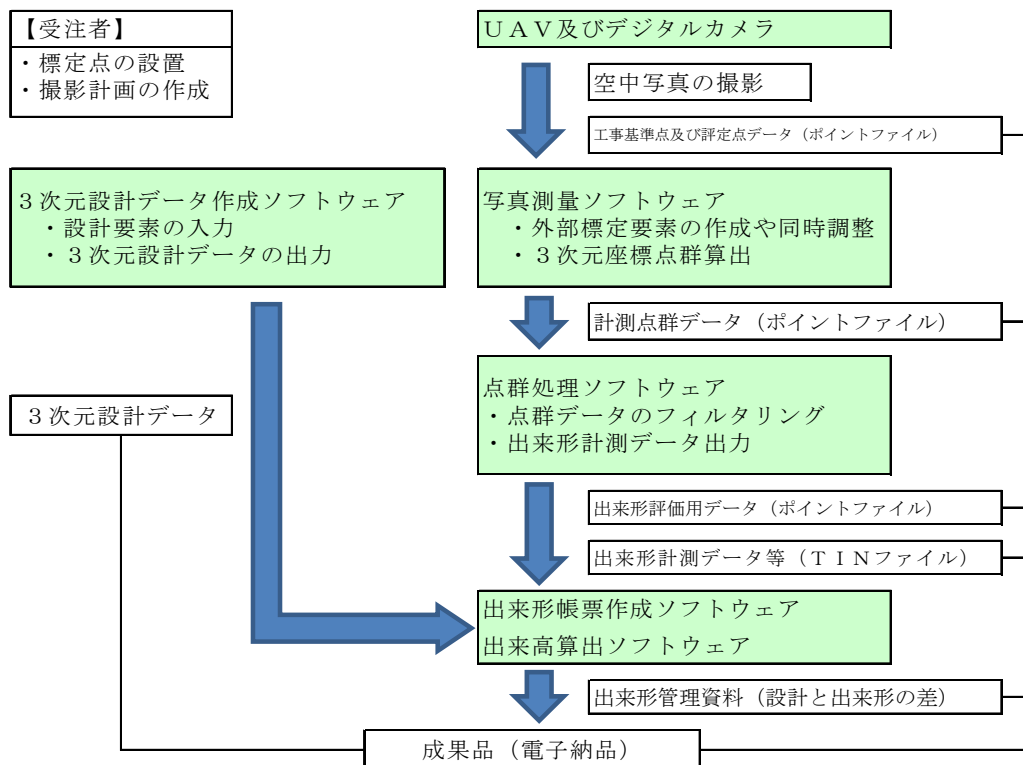 【受注者】
・標定点の設置
・撮影計画の作成
ＵＡＶ及びデジタルカメラ
空中写真の撮影
工事基準点及び評定点データ（ポイントファイル）
３次元設計データ作成ソフトウェア
・設計要素の入力
・３次元設計データの出力
写真測量ソフトウェア
・外部標定要素の作成や同時調整
・３次元座標点群算出
計測点群データ（ポイントファイル）
点群処理ソフトウェア
・点群データのフィルタリング
・出来形計測データ出力
３次元設計データ
出来形評価用データ（ポイントファイル）
出来形計測データ等（ＴＩＮファイル）
出来形帳票作成ソフトウェア
出来高算出ソフトウェア
出来形管理資料（設計と出来形の差）
成果品（電子納品）